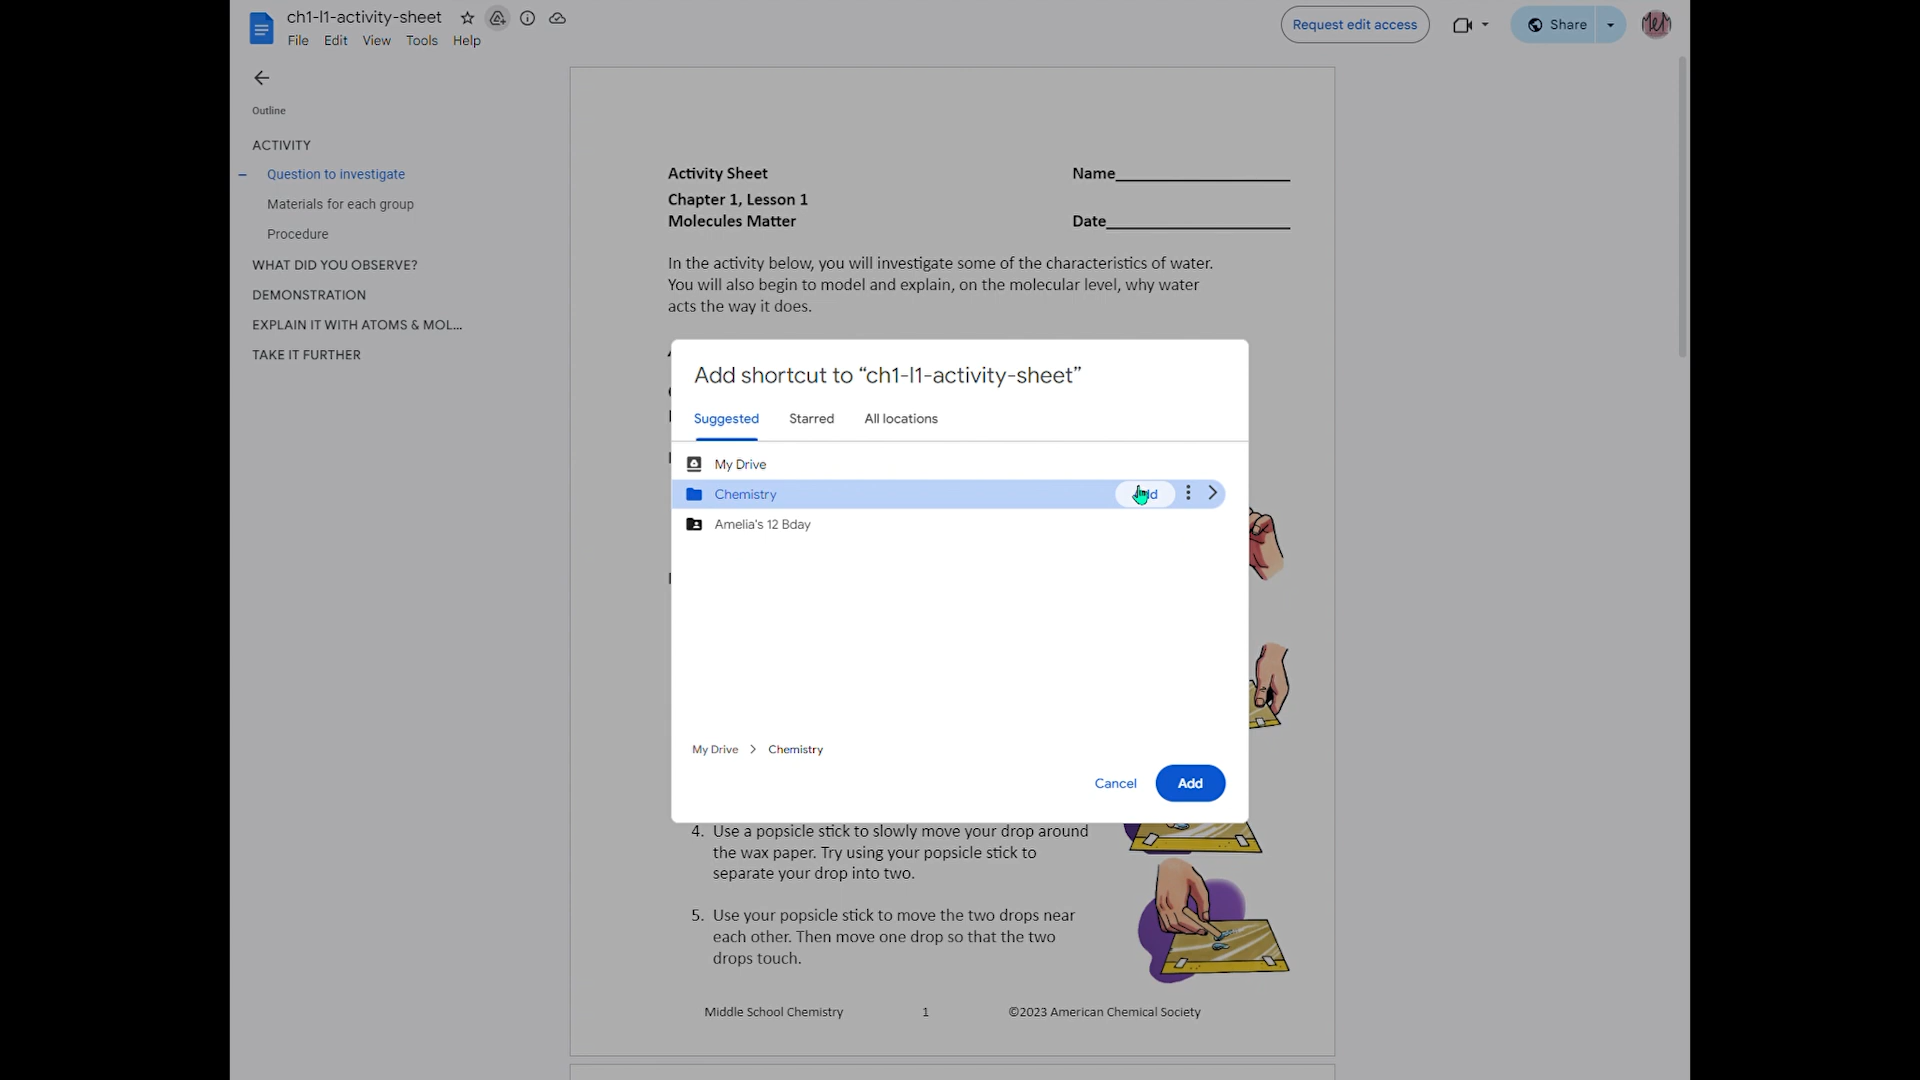 ch1-l1-activity-sheet
File Edit View Tools Help
Request edit access
Share
Outline
ACTIVITY
Question to investigate
Materials for each group
Procedure
WHAT DID YOU OBSERVE?
DEMONSTRATION
EXPLAIN IT WITH ATOMS & MOL...
TAKE IT FURTHER
Activity Sheet Name
Chapter 1, Lesson 1
Molecules Matter Date
In the activity below, you will investigate some of the characteristics of water.
You will also begin to model and explain, on the molecular level, why water
acts the way it does.
Add shortcut to “ch1-l1-activity-sheet”
Suggested Starred All locations
My Drive
Chemistry
Amelia's 12 Bday
My Drive > Chemistry
Cancel Add
4. Use a popsicle stick to slowly move your drop around
the wax paper. Try using your popsicle stick to
separate your drop into two.
5. Use your popsicle stick to move the two drops near
each other. Then move one drop so that the two
drops touch.
Middle School Chemistry 1 ©2023 American Chemical Society